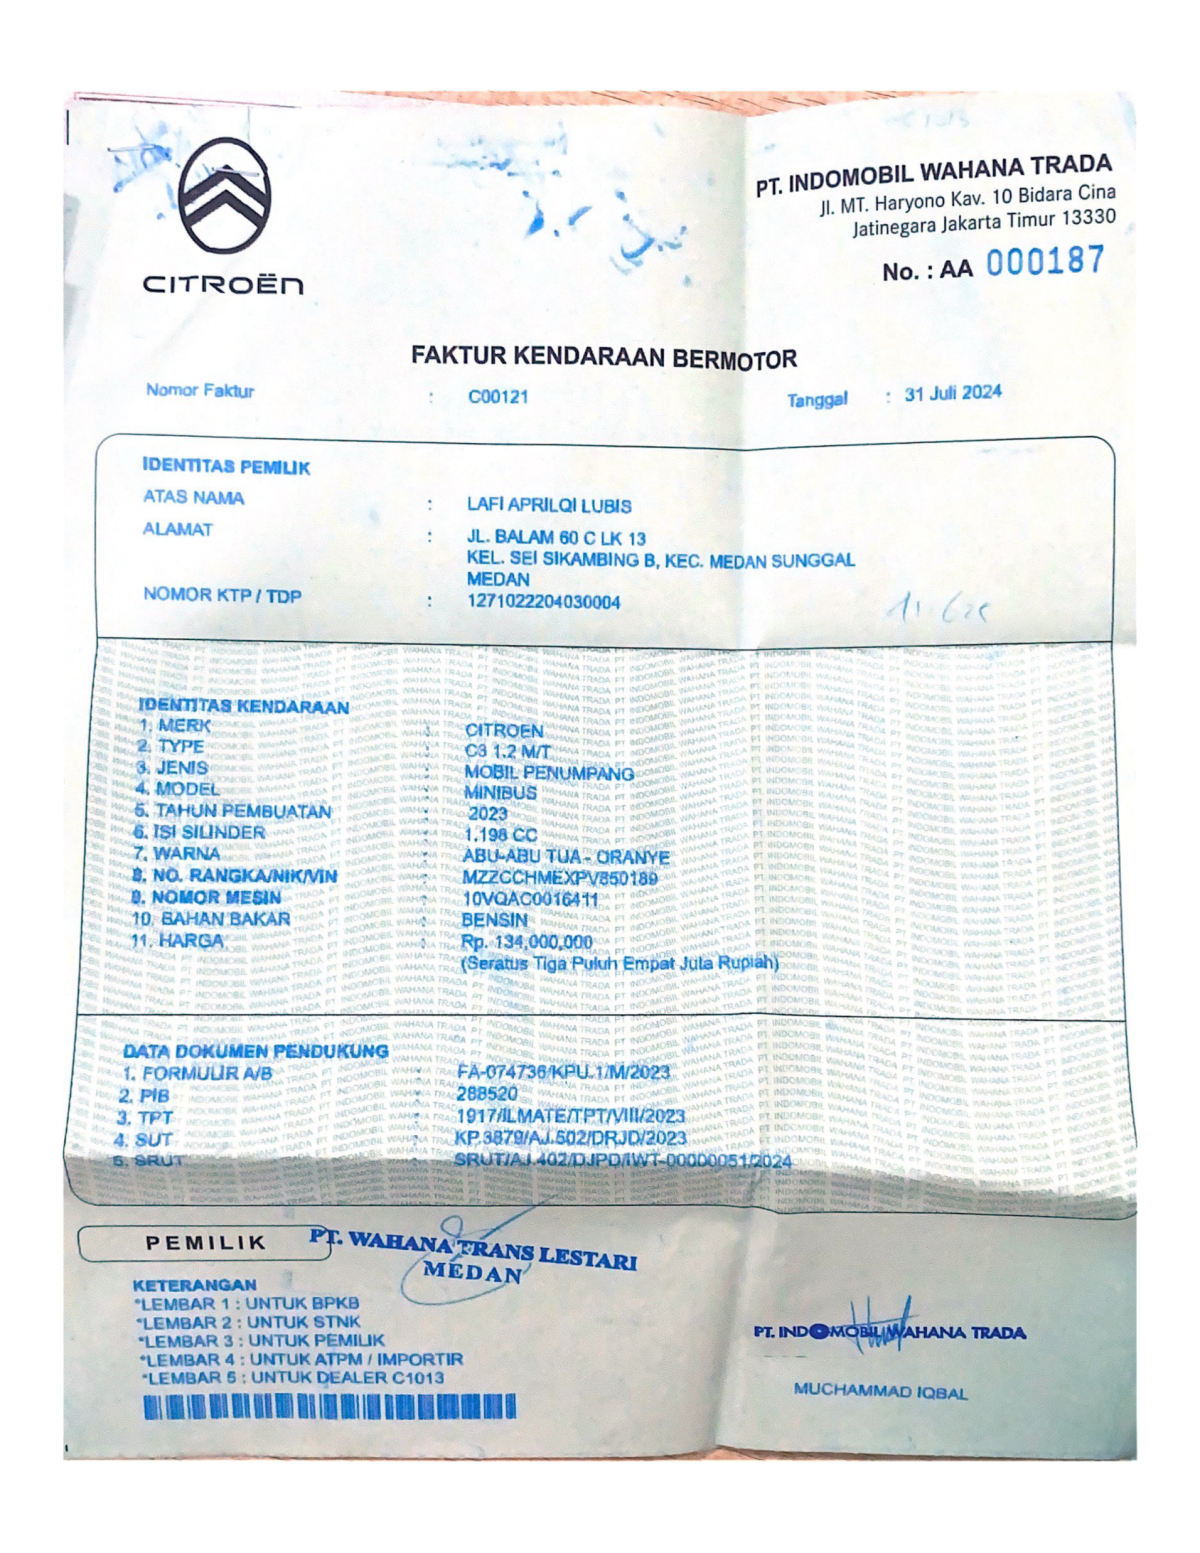 CITROËN
PT. INDOMOBIL WAHANA TRADA
Jl. MT. Haryono Kav. 10 Bidara Cina
Jatinegara Jakarta Timur 13330
No. : AA 000187
FAKTUR KENDARAAN BERMOTOR
Nomor Faktur : C00121 Tanggal : 31 Juli 2024
IDENTITAS PEMILIK
ATAS NAMA : LAFI APRILQI LUBIS
ALAMAT : JL. BALAM 60 C LK 13
KEL. SEI SIKAMBING B, KEC. MEDAN SUNGGAL
MEDAN
NOMOR KTP / TDP : 1271022204030004
IDENTITAS KENDARAAN
1. MERK : CITROEN
2. TYPE : C3 1.2 M/T
3. JENIS : MOBIL PENUMPANG
4. MODEL : MINIBUS
5. TAHUN PEMBUATAN : 2023
6. ISI SILINDER : 1.198 CC
7. WARNA : ABU-ABU TUA - ORANYE
8. NO. RANGKA/NIK/VIN : MZZCCHMEXPV850189
9. NOMOR MESIN : 10VQAC0016411
10. BAHAN BAKAR : BENSIN
11. HARGA : Rp. 134,000,000
(Seratus Tiga Puluh Empat Juta Rupiah)
DATA DOKUMEN PENDUKUNG
1. FORMULIR A/B : FA-074736/KPU.1/M/2023
2. PIB : 288520
3. TPT : 1917/ILMATE/TPT/VIII/2023
4. SUT : KP.3879/AJ.502/DRJD/2023
5. SRUT : SRUT/AJ.402/DJPD/IWT-00000051/2024
PEMILIK
PT. WAHANA TRANS LESTARI
MEDAN
KETERANGAN
*LEMBAR 1 : UNTUK BPKB
*LEMBAR 2 : UNTUK STNK
*LEMBAR 3 : UNTUK PEMILIK
*LEMBAR 4 : UNTUK ATPM / IMPORTIR
*LEMBAR 5 : UNTUK DEALER C1013
PT. INDOMOBIL WAHANA TRADA
MUCHAMMAD IQBAL